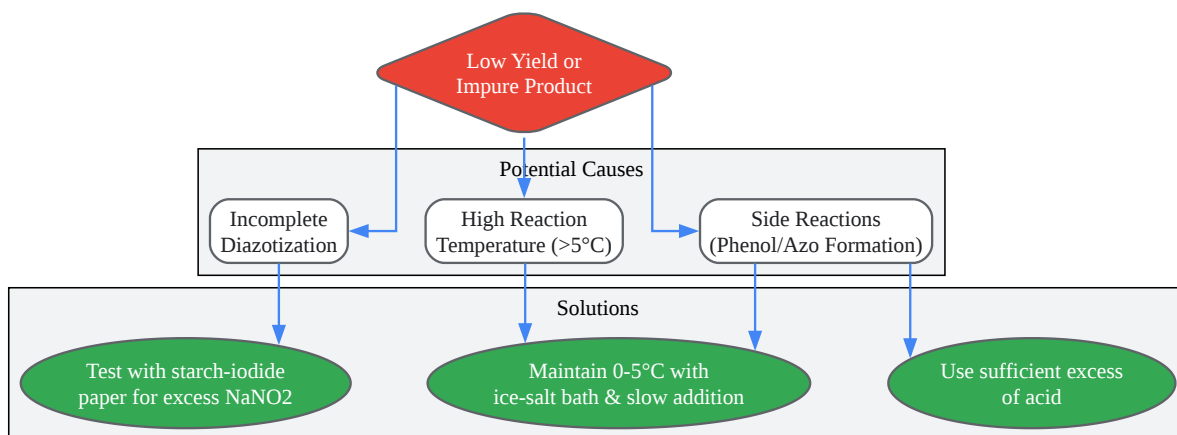 Low Yield or
Impure Product
Potential Causes
Incomplete
Diazotization
High Reaction
Temperature (>5°C)
Side Reactions
(Phenol/Azo Formation)
Solutions
Test with starch-iodide
paper for excess NaNO2
Maintain 0-5°C with
ice-salt bath & slow addition
Use sufficient excess
of acid